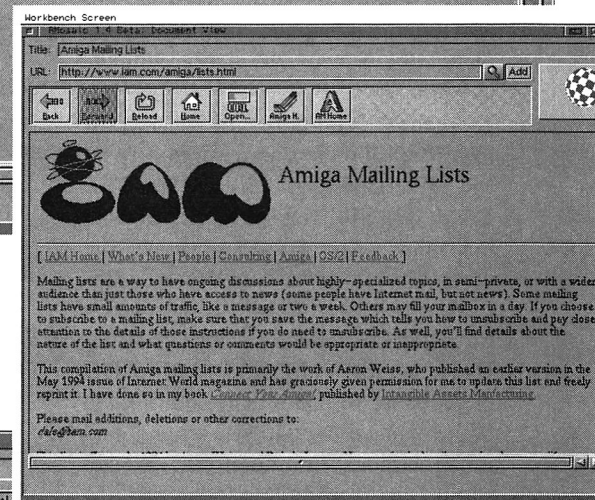 Workbench Screen
AMosaic 1.4 Beta: Document View
Title: Amiga Mailing Lists
URL: http://www.iam.com/amiga/lists.html Add
Back Forward Reload Home Open... Amiga H. AM Home
Amiga Mailing Lists
[ IAM Home | What's New | People | Consulting | Amiga | OS/2 | Feedback ]
Mailing lists are a way to have ongoing discussions about highly-specialized topics, in semi-private, or with a wider
audience than just those who have access to news (some people have Internet mail, but not news). Some mailing
lists have small amounts of traffic, like a message or two a week. Others may fill your mailbox in a day. If you choose
to subscribe to a mailing list, make sure that you save the message which tells you how to unsubscribe and pay close
attention to the details of those instructions if you do need to unsubscribe. As well, you'll find details about the
nature of the list and what questions or comments would be appropriate or inappropriate.
This compilation of Amiga mailing lists is primarily the work of Aaron Weiss, who published an earlier version in the
May 1994 issue of Internet World magazine and has graciously given permission for me to update this list and freely
reprint it. I have done so in my book Connect Your Amiga! published by Intangible Assets Manfacturing.
Please mail additions, deletions or other corrections to:
dale@iam.com